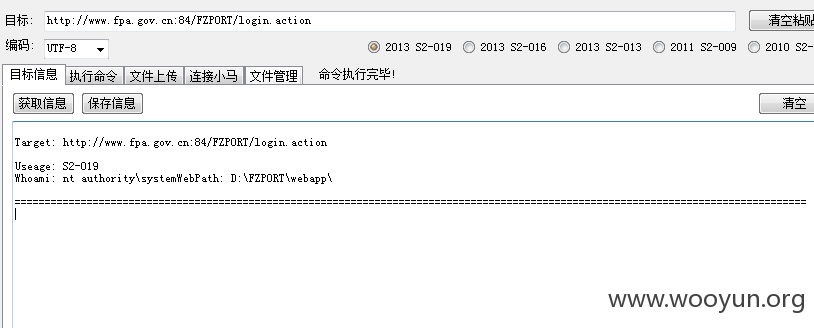 目标: http://www.fpa.gov.cn:84/FZPORT/login.action 清空粘贴
编码: UTF-8 2013 S2-019 2013 S2-016 2013 S2-013 2011 S2-009 2010 S2-
目标信息 执行命令 文件上传 连接小马 文件管理 命令执行完毕!
获取信息 保存信息 清空
Target: http://www.fpa.gov.cn:84/FZPORT/login.action
Useage: S2-019
Whoami: nt authority\systemWebPath: D:\FZPORT\webapp\
www.wooyun.org